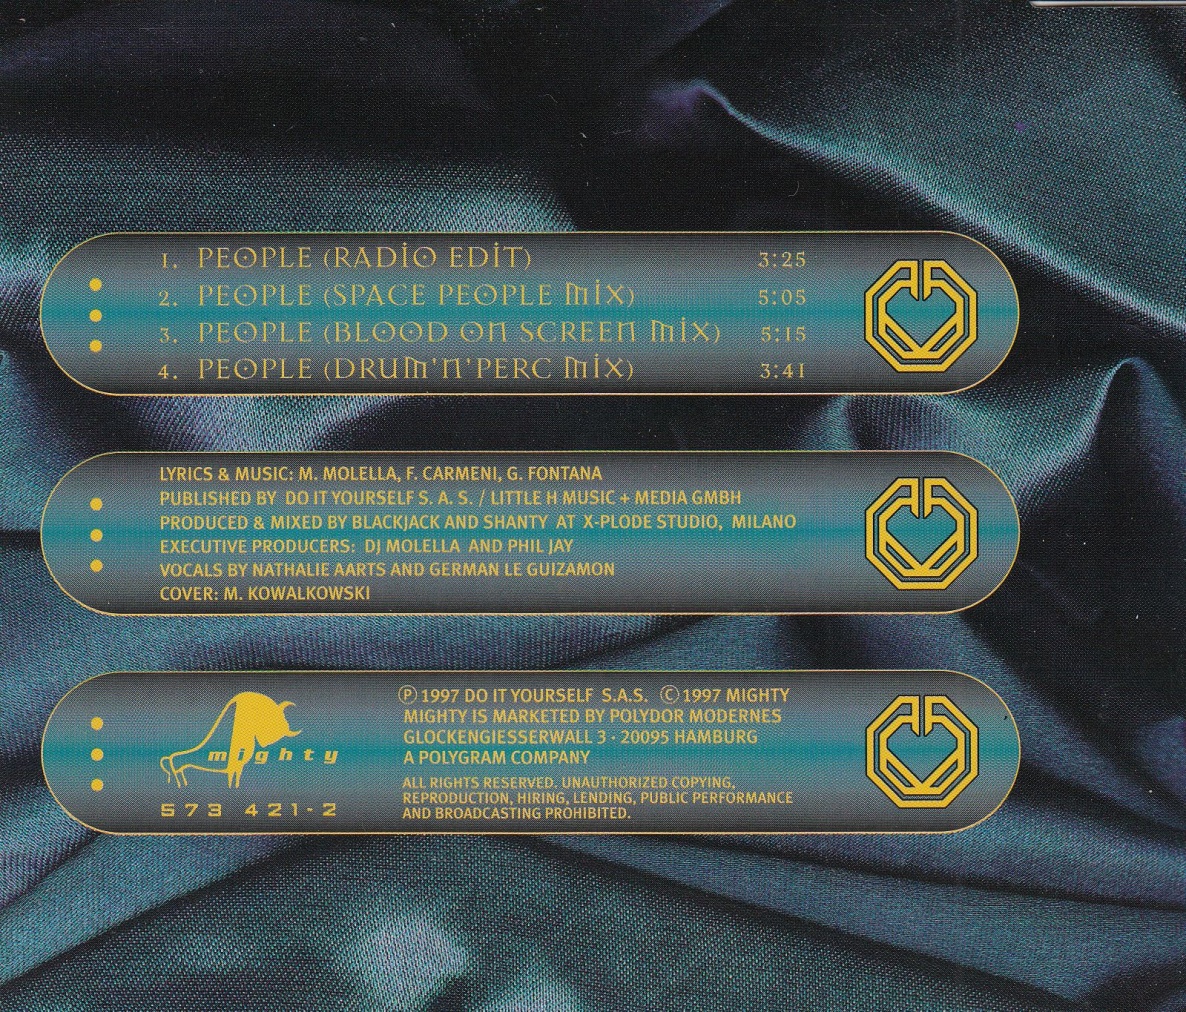 1. PEOPLE (RADIO EDIT) 3:25
2. PEOPLE (SPACE PEOPLE MIX) 5:05
3. PEOPLE (BLOOD ON SCREEN MIX) 5:15
4. PEOPLE (DRUM'N'PERC MIX) 3:41
LYRICS & MUSIC: M. MOLELLA, F. CARMENI, G. FONTANA
PUBLISHED BY DO IT YOURSELF S. A. S. / LITTLE H MUSIC + MEDIA GMBH
PRODUCED & MIXED BY BLACKJACK AND SHANTY AT X-PLODE STUDIO, MILANO
EXECUTIVE PRODUCERS: DJ MOLELLA AND PHIL JAY
VOCALS BY NATHALIE AARTS AND GERMAN LE GUIZAMON
COVER: M. KOWALKOWSKI
mighty
573 421-2
Ⓟ 1997 DO IT YOURSELF S.A.S. © 1997 MIGHTY
MIGHTY IS MARKETED BY POLYDOR MODERNES
GLOCKENGIESSERWALL 3 · 20095 HAMBURG
A POLYGRAM COMPANY
ALL RIGHTS RESERVED. UNAUTHORIZED COPYING,
REPRODUCTION, HIRING, LENDING, PUBLIC PERFORMANCE
AND BROADCASTING PROHIBITED.